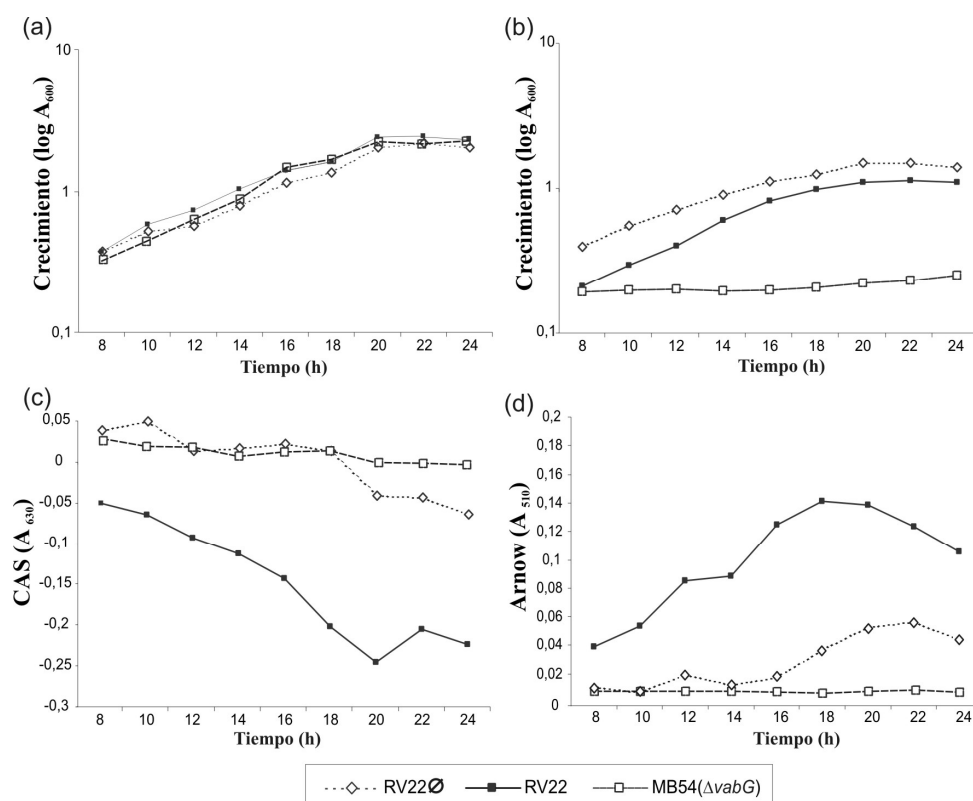 (a)
10
1
0,1
Crecimiento (log A600)
8 10 12 14 16 18 20 22 24
Tiempo (h)
(b)
10
1
0,1
Crecimiento (log A600)
8 10 12 14 16 18 20 22 24
Tiempo (h)
(c)
0,05
0
-0,05
-0,1
-0,15
-0,2
-0,25
-0,3
CAS (A 630)
8 10 12 14 16 18 20 22 24
Tiempo (h)
(d)
0,2
0,18
0,16
0,14
0,12
0,10
0,08
0,06
0,04
0,02
0
Arnow (A 510)
8 10 12 14 16 18 20 22 24
Tiempo (h)
RV22Ø RV22 MB54(ΔvabG)